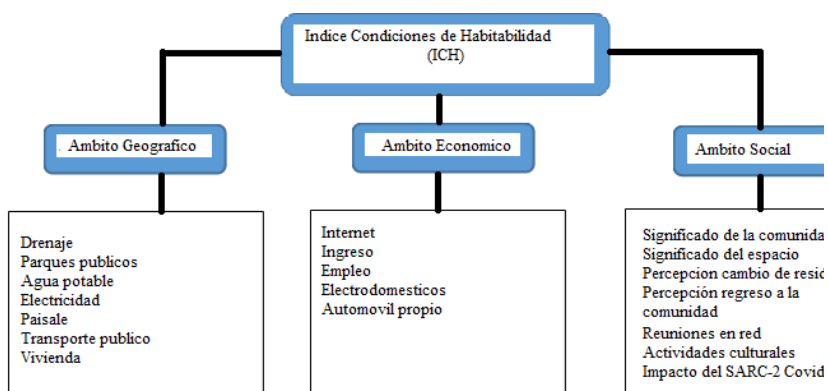 Indice Condiciones de Habitabilidad
(ICH)
Ambito Geografico
Ambito Economico
Ambito Social
Drenaje
Parques publicos
Agua potable
Electricidad
Paisale
Transporte publico
Vivienda
Internet
Ingreso
Empleo
Electrodomesticos
Automovil propio
Significado de la
Significado del espacio
Percepcion cambio de
Percepción regreso a la
comunidad
Reuniones en red
Actividades culturales
Impacto del SARC-2 Covid